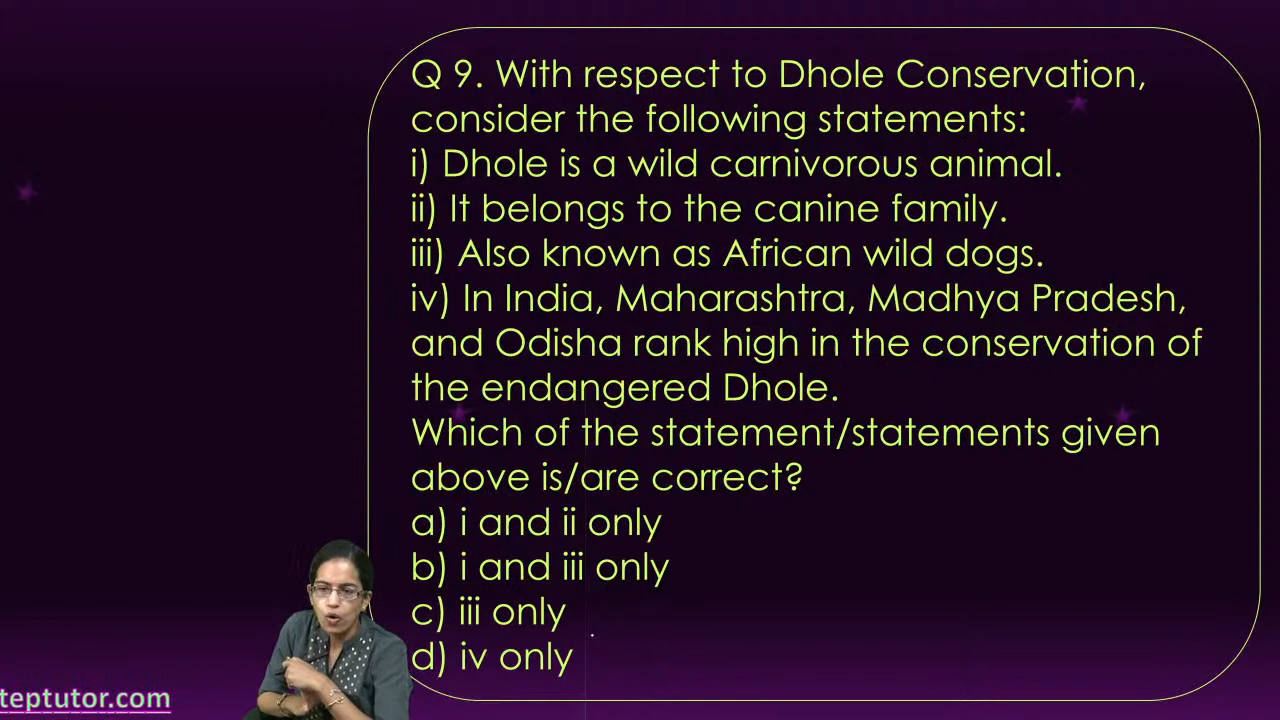 Q 9. With respect to Dhole Conservation,
consider the following statements:
i) Dhole is a wild carnivorous animal.
ii) It belongs to the canine family.
iii) Also known as African wild dogs.
iv) In India, Maharashtra, Madhya Pradesh,
and Odisha rank high in the conservation of
the endangered Dhole.
Which of the statement/statements given
above is/are correct?
a) i and ii only
b) i and iii only
c) iii only
d) iv only
teptutor.com